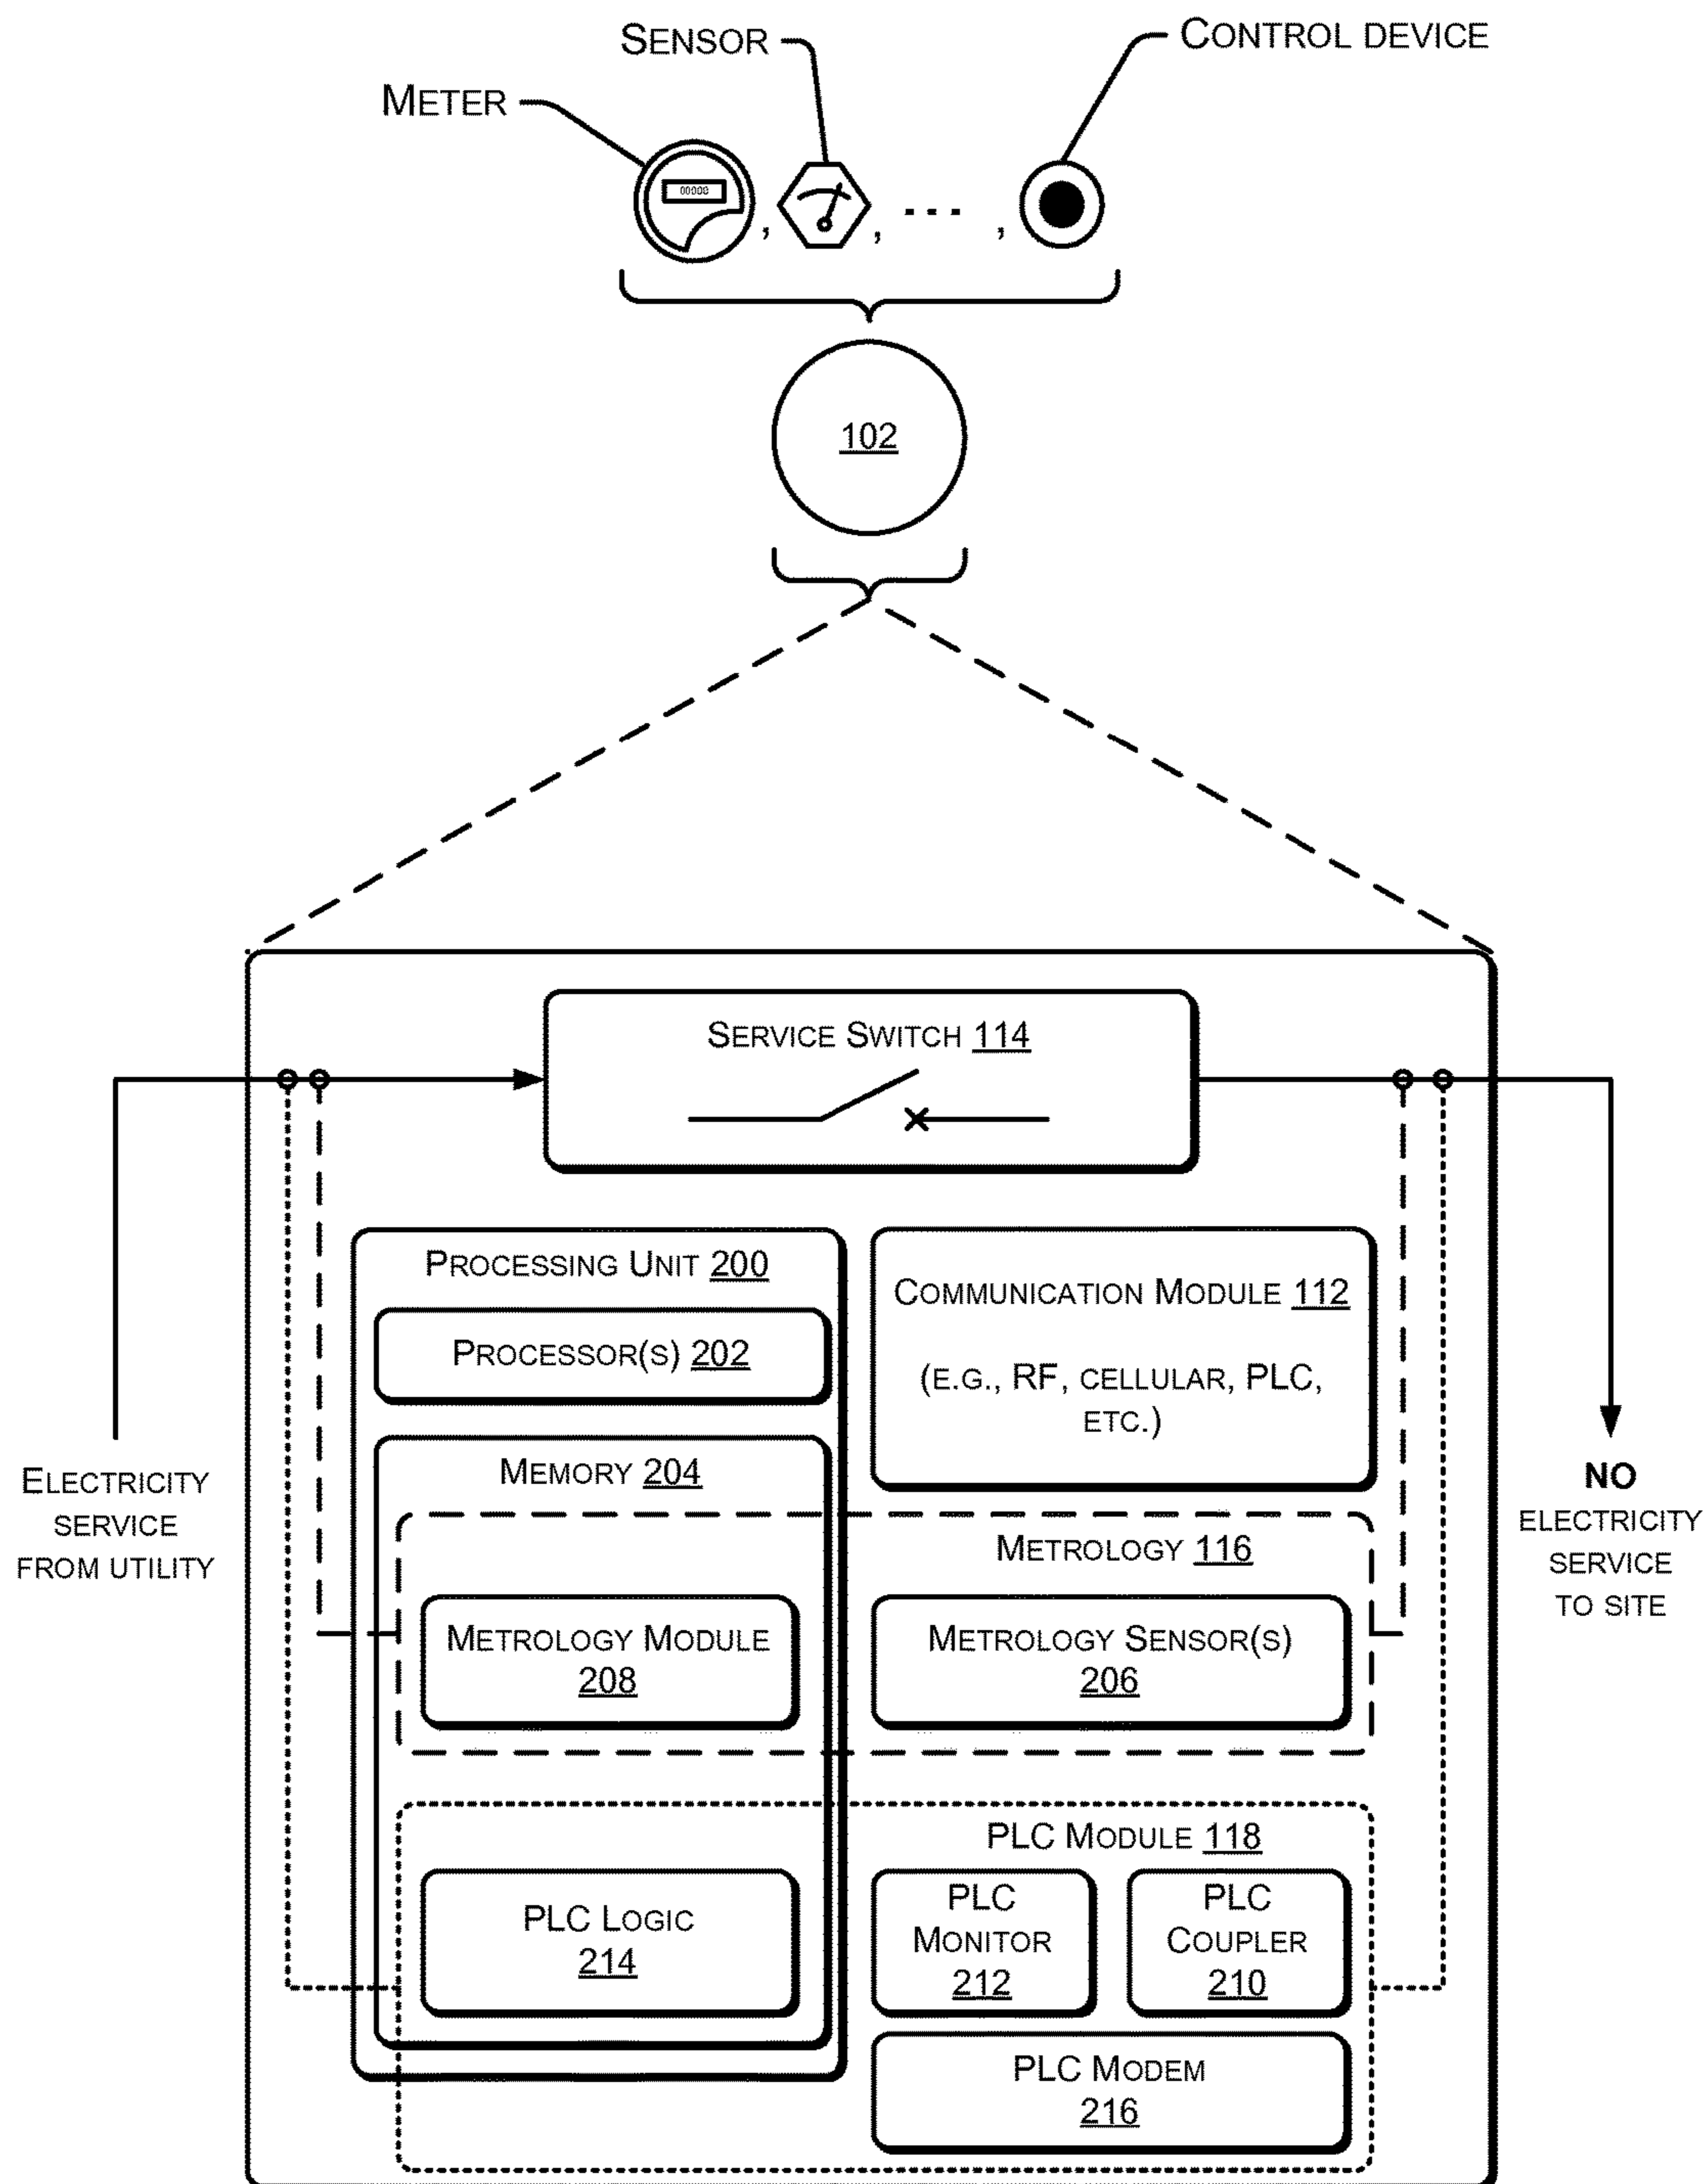 SENSOR
CONTROL DEVICE
METER
00008
102
SERVICE SWITCH 114
PROCESSING UNIT 200
PROCESSOR(S) 202
MEMORY 204
COMMUNICATION MODULE 112
(E.G., RF, CELLULAR, PLC,
ETC.)
ELECTRICITY
SERVICE
FROM UTILITY
NO
ELECTRICITY
SERVICE
TO SITE
METROLOGY 116
METROLOGY MODULE
208
METROLOGY SENSOR(S)
206
PLC MODULE 118
PLC LOGIC
214
PLC
MONITOR
212
PLC
COUPLER
210
PLC MODEM
216